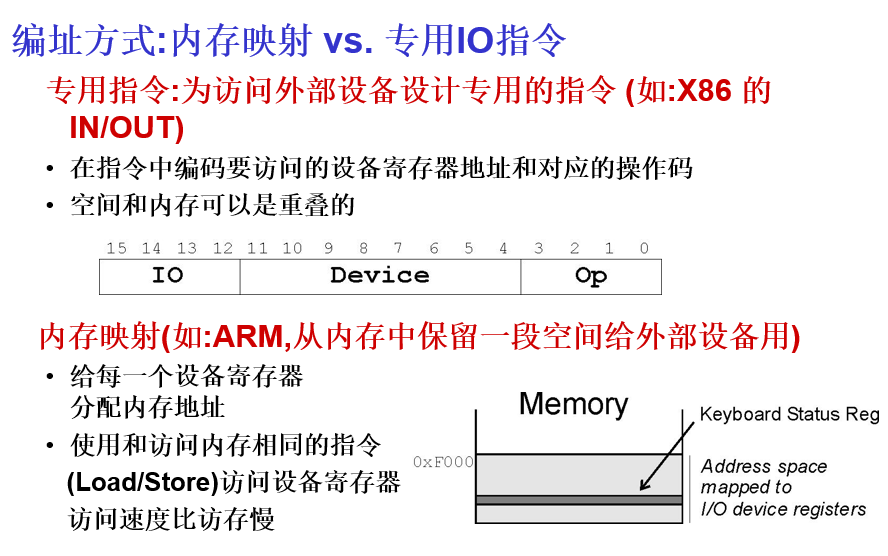 编址方式:内存映射 vs. 专用IO指令
专用指令:为访问外部设备设计专用的指令 (如:X86 的
IN/OUT)
• 在指令中编码要访问的设备寄存器地址和对应的操作码
• 空间和内存可以是重叠的
15 14 13 12 11 10 9 8 7 6 5 4 3 2 1 0
IO Device Op
内存映射(如:ARM,从内存中保留一段空间给外部设备用)
• 给每一个设备寄存器
分配内存地址
• 使用和访问内存相同的指令
(Load/Store)访问设备寄存器
访问速度比访存慢
Memory
Keyboard Status Reg
0xF000
Address space
mapped to
I/O device registers